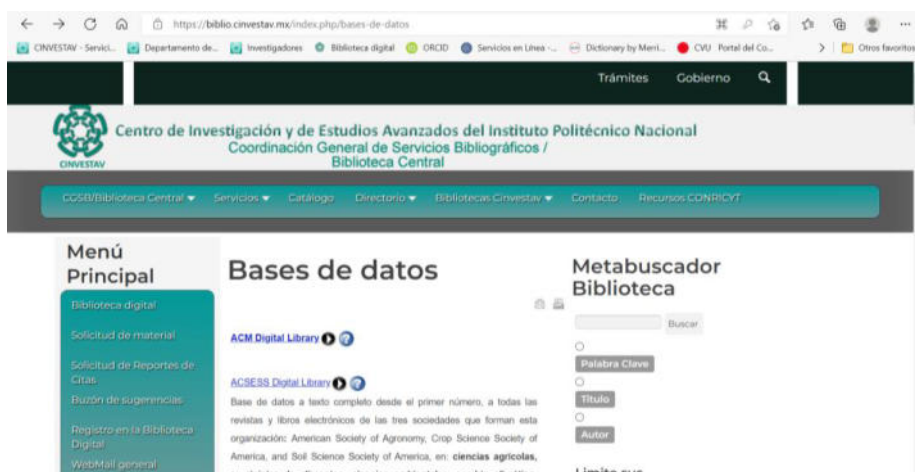 https://biblio.cinvestav.mx/index.php/bases-de-datos
CINVESTAV - Servici... Departamento de... Investigadores Biblioteca digital ORCID Servicios en Línea -... Dictionary by Merri... CVU Portal del Co... Otros favoritos
Trámites Gobierno
Centro de Investigación y de Estudios Avanzados del Instituto Politécnico Nacional
Coordinación General de Servicios Bibliográficos /
Biblioteca Central
CINVESTAV
CGSB/Biblioteca Central Servicios Catálogo Directorio Bibliotecas Cinvestav Contacto Recursos CONRICYT
Menú
Principal
Biblioteca digital
Solicitud de material
Solicitud de Reportes de
Citas
Buzón de sugerencias
Registro en la Biblioteca
Digital
WebMail general
Bases de datos
ACM Digital Library
ACSESS Digital Library
Base de datos a texto completo desde el primer número, a todas las
revistas y libros electrónicos de las tres sociedades que forman esta
organización: American Society of Agronomy, Crop Science Society of
America, and Soil Science Society of America, en: ciencias agrícolas,
Metabuscador
Biblioteca
Buscar
Palabra Clave
Título
Autor